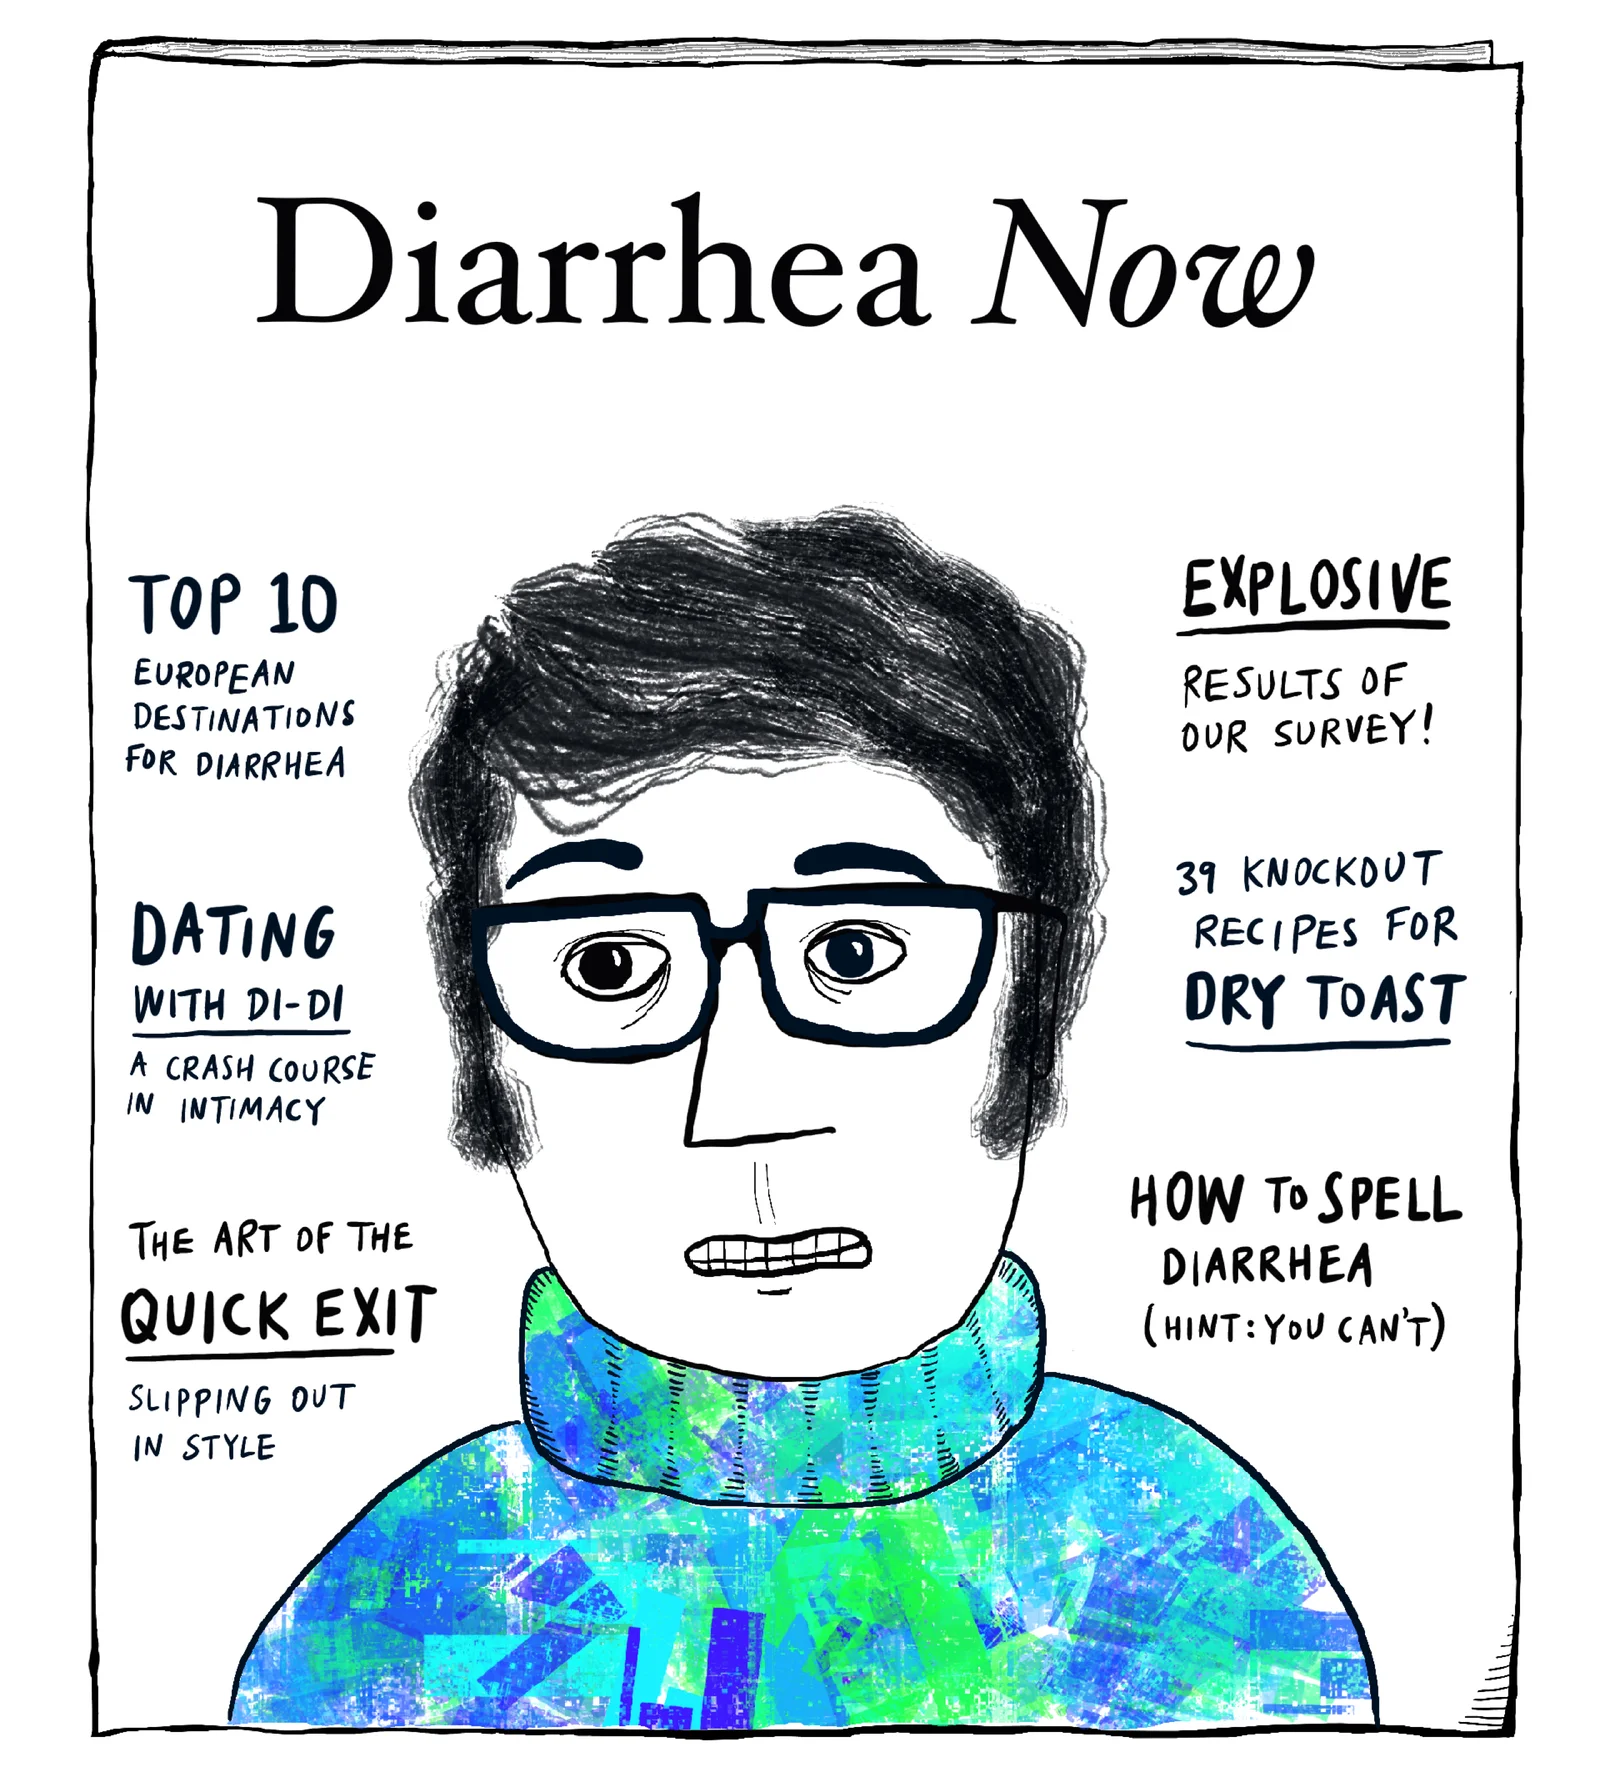 Diarrhea Now
TOP 10
EUROPEAN
DESTINATIONS
FOR DIARRHEA
DATING
WITH DI-DI
A CRASH COURSE
IN INTIMACY
THE ART OF THE
QUICK EXIT
SLIPPING OUT
IN STYLE
EXPLOSIVE
RESULTS OF
OUR SURVEY!
39 KNOCKOUT
RECIPES FOR
DRY TOAST
HOW TO SPELL
DIARRHEA
(HINT: YOU CAN'T)